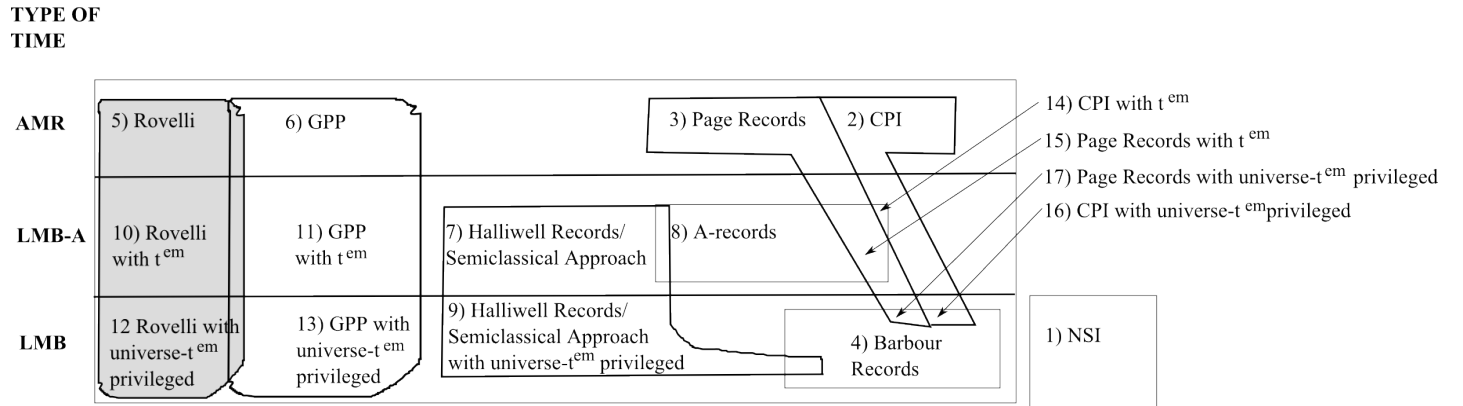 TYPE OF
TIME
AMR
5) Rovelli
6) GPP
3) Page Records
2) CPI
14) CPI with t em
15) Page Records with t em
17) Page Records with universe-t em privileged
16) CPI with universe-t em privileged
LMB-A
10) Rovelli
with t em
11) GPP
with t em
7) Halliwell Records/
Semiclassical Approach
8) A-records
LMB
12 Rovelli with
universe-t em
privileged
13) GPP with
universe-t em
privileged
9) Halliwell Records/
Semiclassical Approach
with universe-t em privileged
4) Barbour
Records
1) NSI